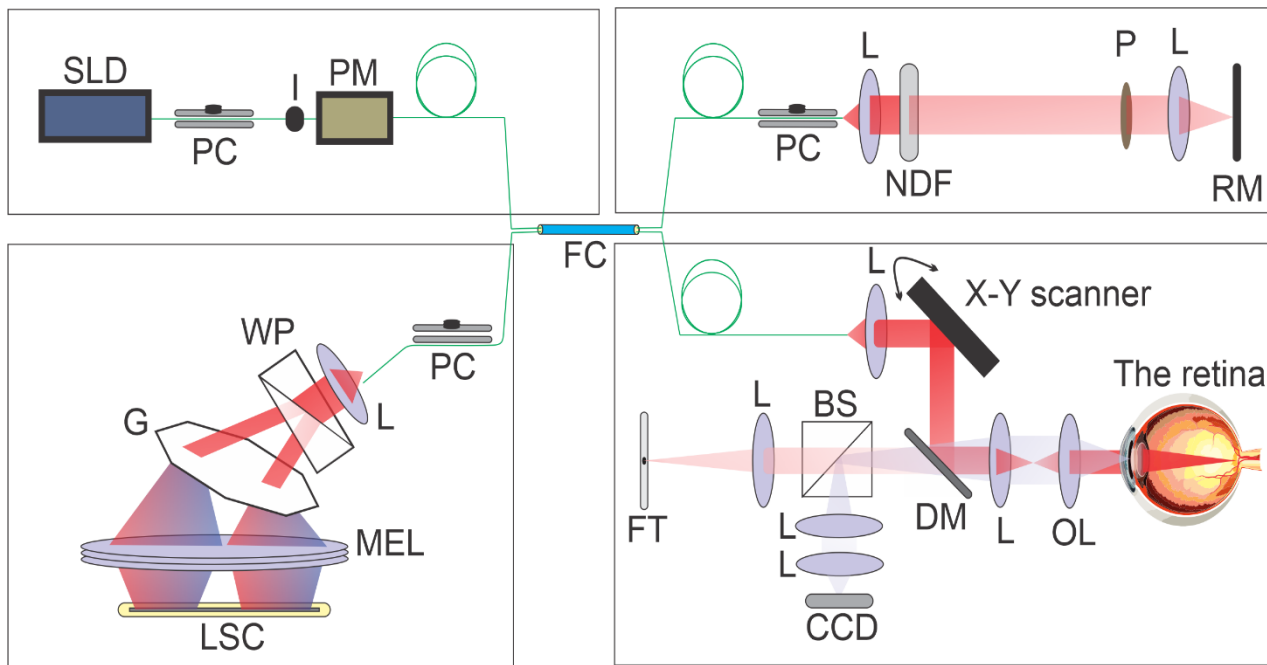 SLD
PC
I
PM
L
PC
NDF
P
L
RM
FC
WP
PC
L
G
MEL
LSC
L
X-Y scanner
The retina
L
BS
FT
DM
L
OL
L
L
CCD